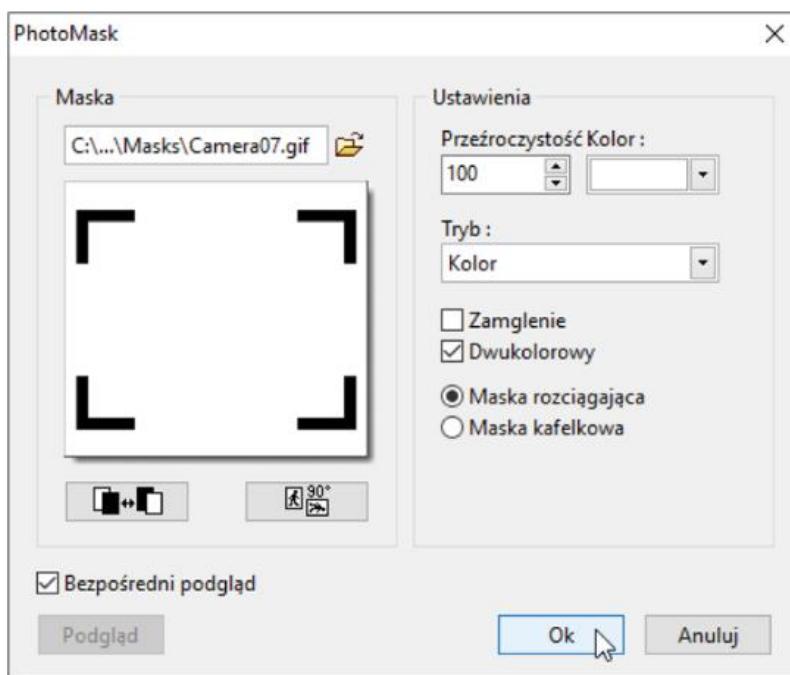 PhotoMask
Maska
C:\...\Masks\Camera07.gif
90°
Bezpośredni podgląd
Podgląd
Ustawienia
Przeźroczystość Kolor :
100
Tryb :
Kolor
Zamglenie
Dwukolorowy
Maska rozciągająca
Maska kafelkowa
Ok
Anuluj